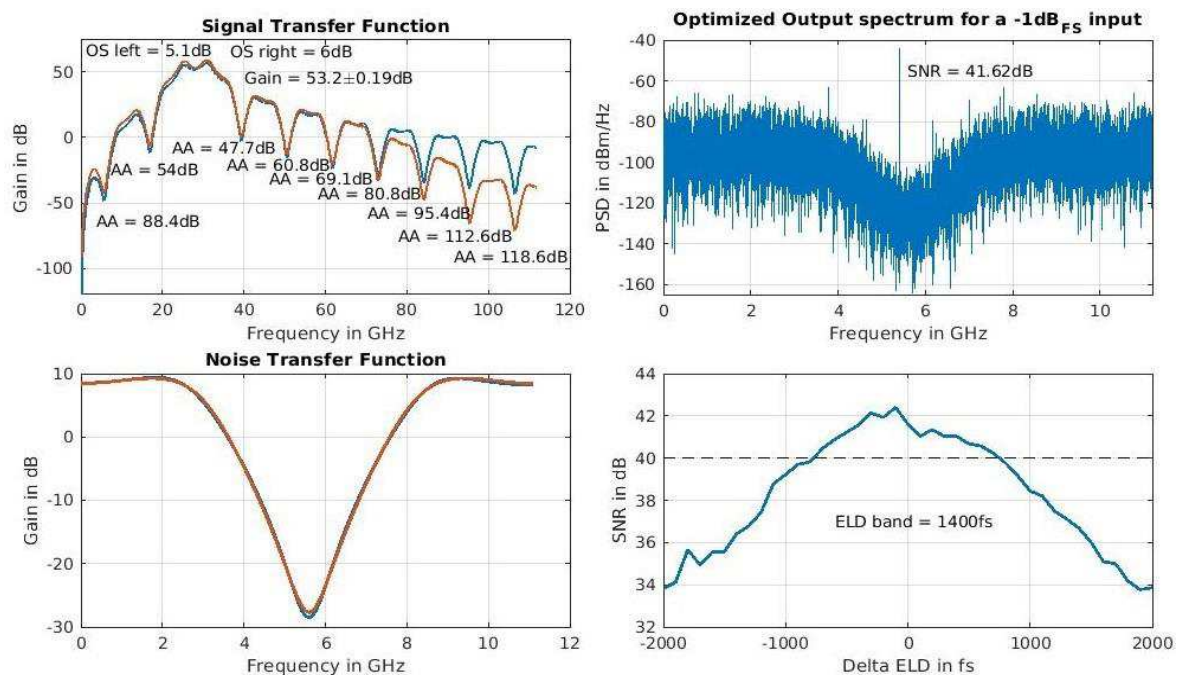 Signal Transfer Function
OS left = 5.1dB
OS right = 6dB
Gain = 53.2±0.19dB
AA = 47.7dB
AA = 54dB
AA = 60.8dB
AA = 69.1dB
AA = 80.8dB
AA = 88.4dB
AA = 95.4dB
AA = 112.6dB
AA = 118.6dB
50
0
-50
-100
Gain in dB
0 20 40 60 80 100 120
Frequency in GHz
Optimized Output spectrum for a -1dBFS input
SNR = 41.62dB
-40
-60
-80
-100
-120
-140
-160
PSD in dBm/Hz
0 2 4 6 8 10
Frequency in GHz
Noise Transfer Function
10
0
-10
-20
-30
Gain in dB
0 2 4 6 8 10 12
Frequency in GHz
44
42
40
38
36
34
32
SNR in dB
ELD band = 1400fs
-2000 -1000 0 1000 2000
Delta ELD in fs